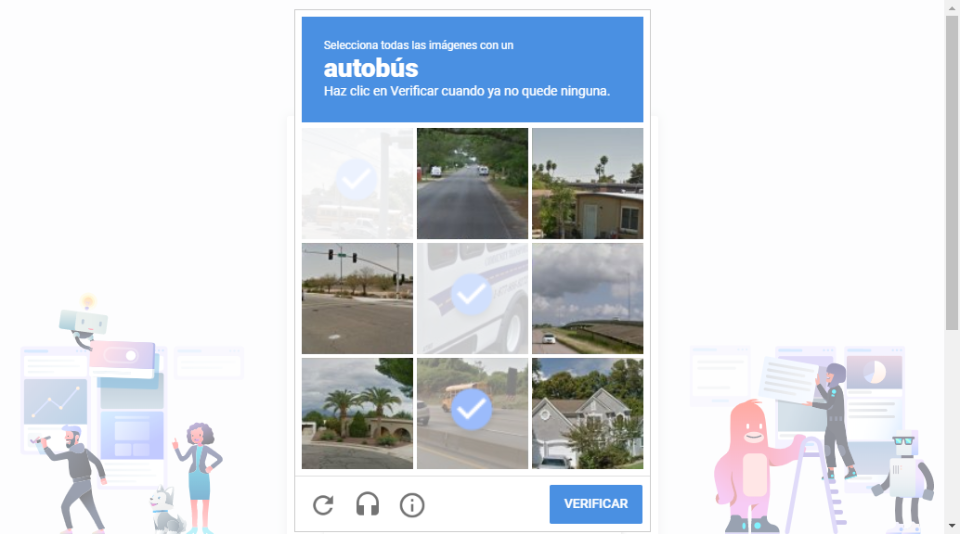 Selecciona todas las imágenes con un
autobús
Haz clic en Verificar cuando ya no quede ninguna.
VERIFICAR